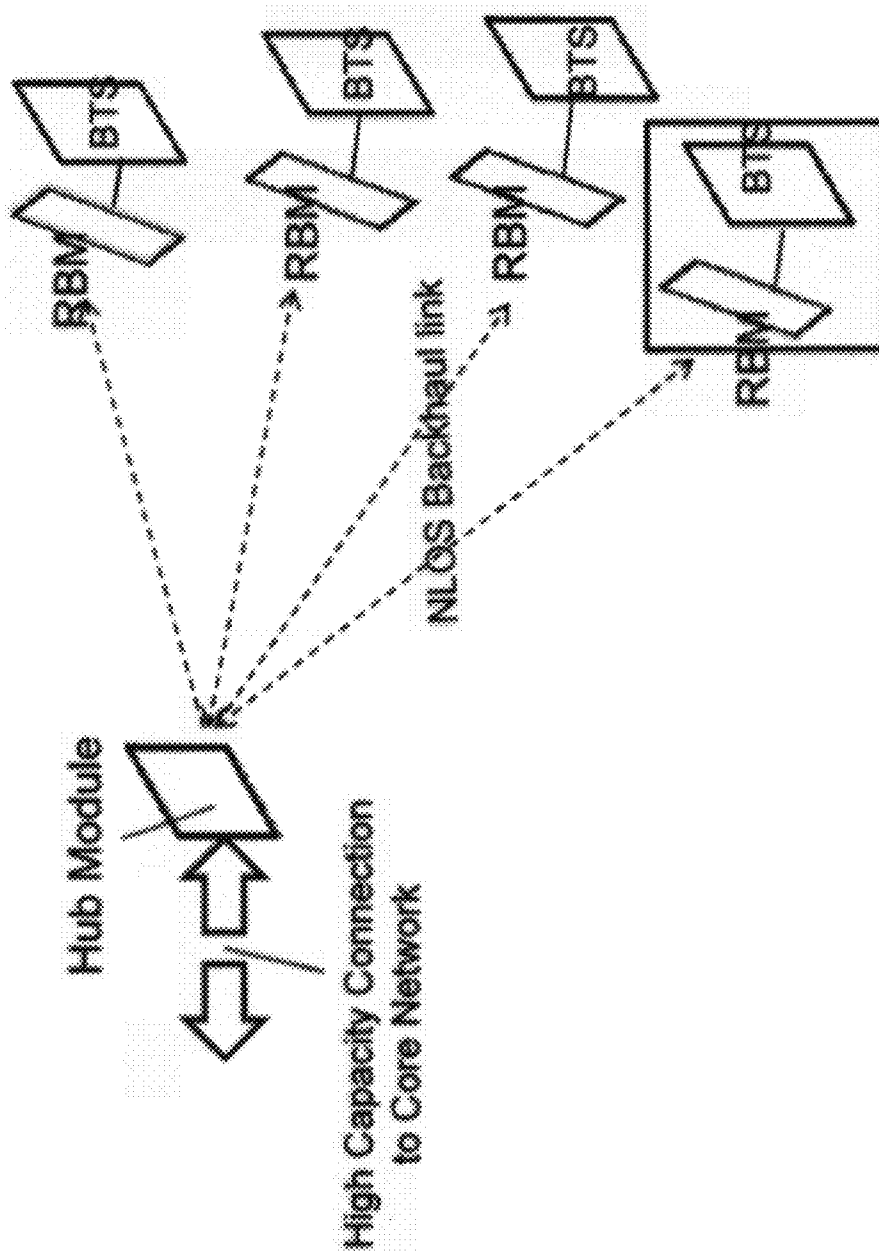 Hub Module
High Capacity Connection
to Core Network
NLOS Backhaul link
RBM
BTS
RBM
BTS
RBM
BTS
RBM
BTS